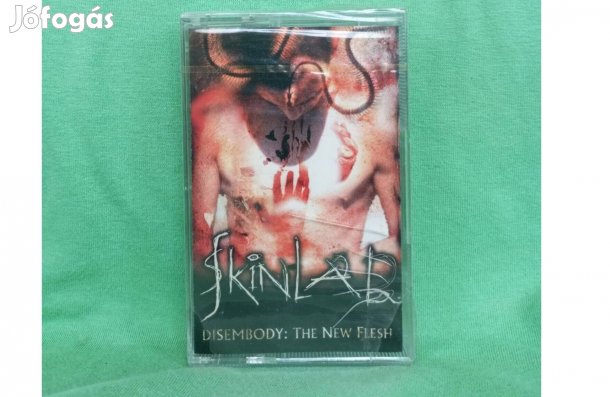 Jófogás
SKINLAB
DISEMBODY: THE NEW FLESH